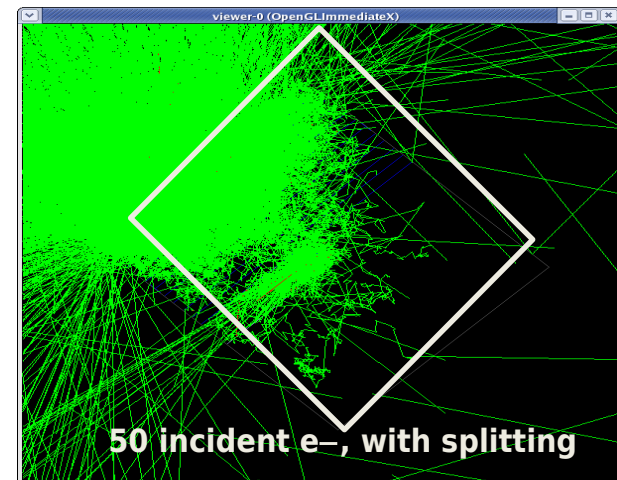 viewer-0 (OpenGLImmediateX)
50 incident e–, with splitting